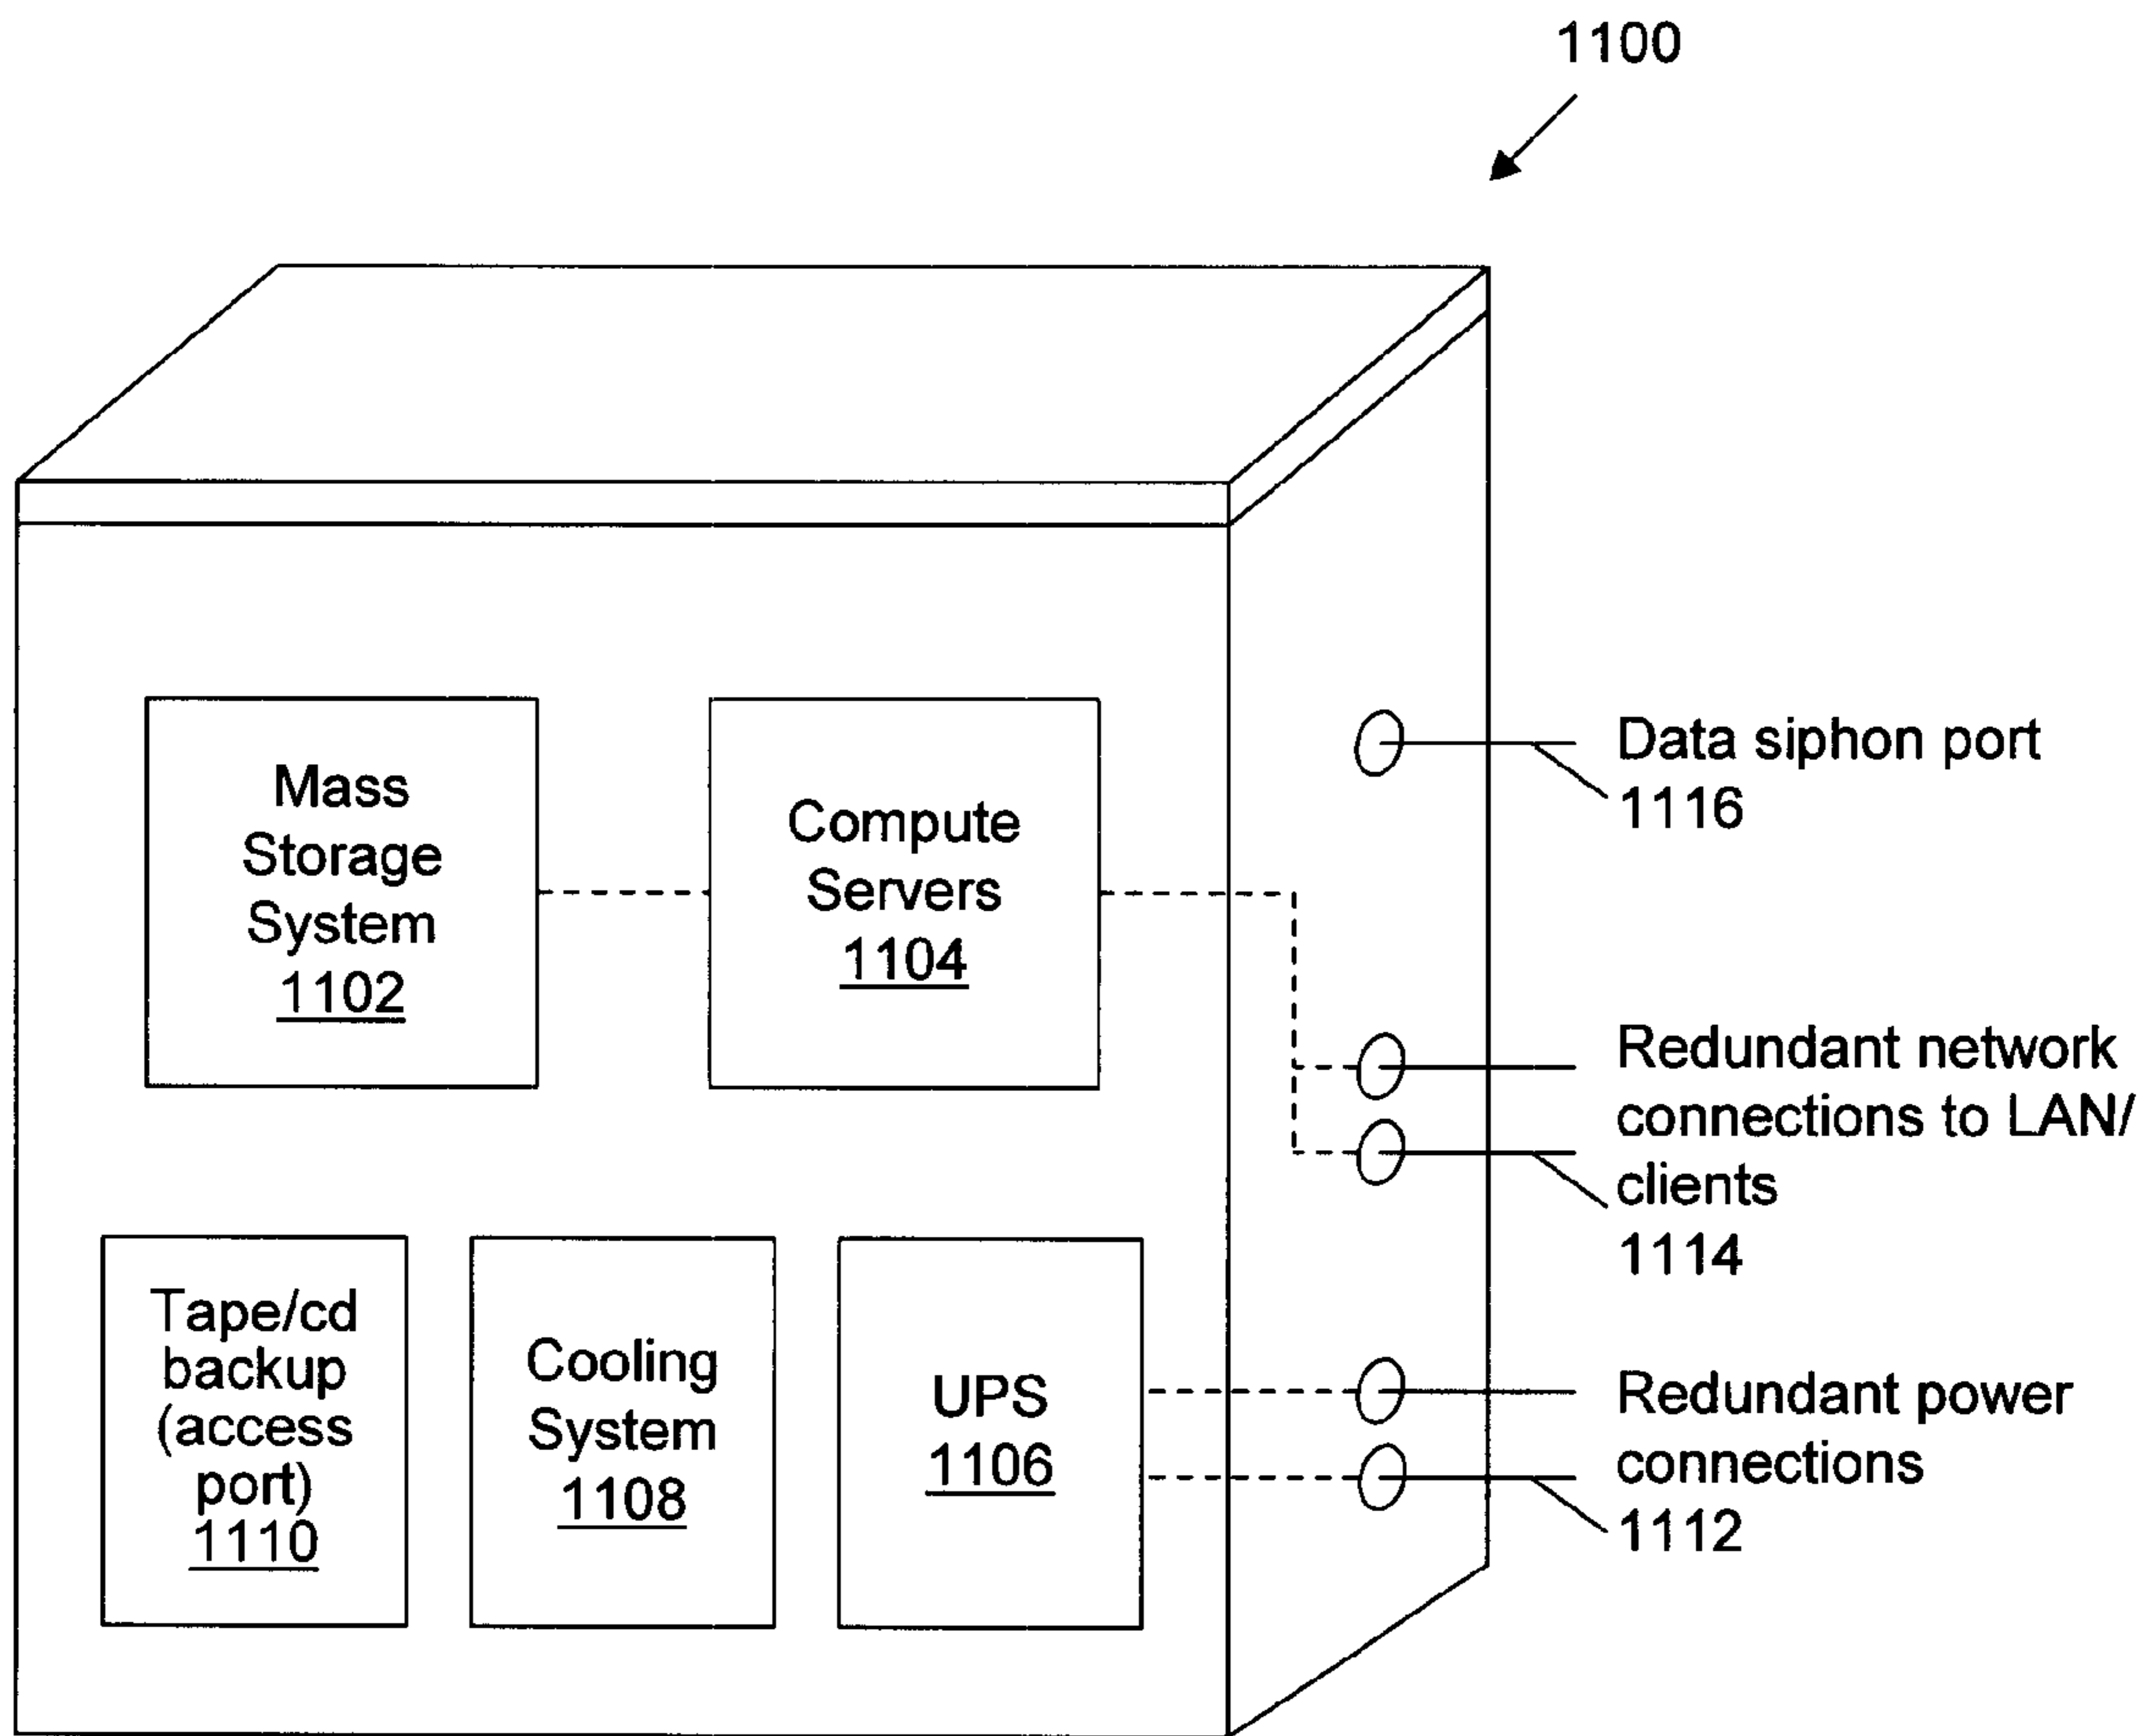 1100
Mass
Storage
System
1102
Compute
Servers
1104
Data siphon port
1116
Redundant network
connections to LAN/
clients
1114
Tape/cd
backup
(access
port)
1110
Cooling
System
1108
UPS
1106
Redundant power
connections
1112